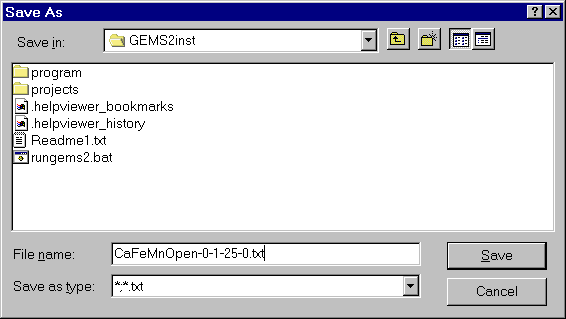 Save As
Save in: GEMS2inst
program
projects
.helpviewer_bookmarks
.helpviewer_history
Readme1.txt
rungems2.bat
File name: CaFeMnOpen-0-1-25-0.txt Save
Save as type: *;*.txt Cancel